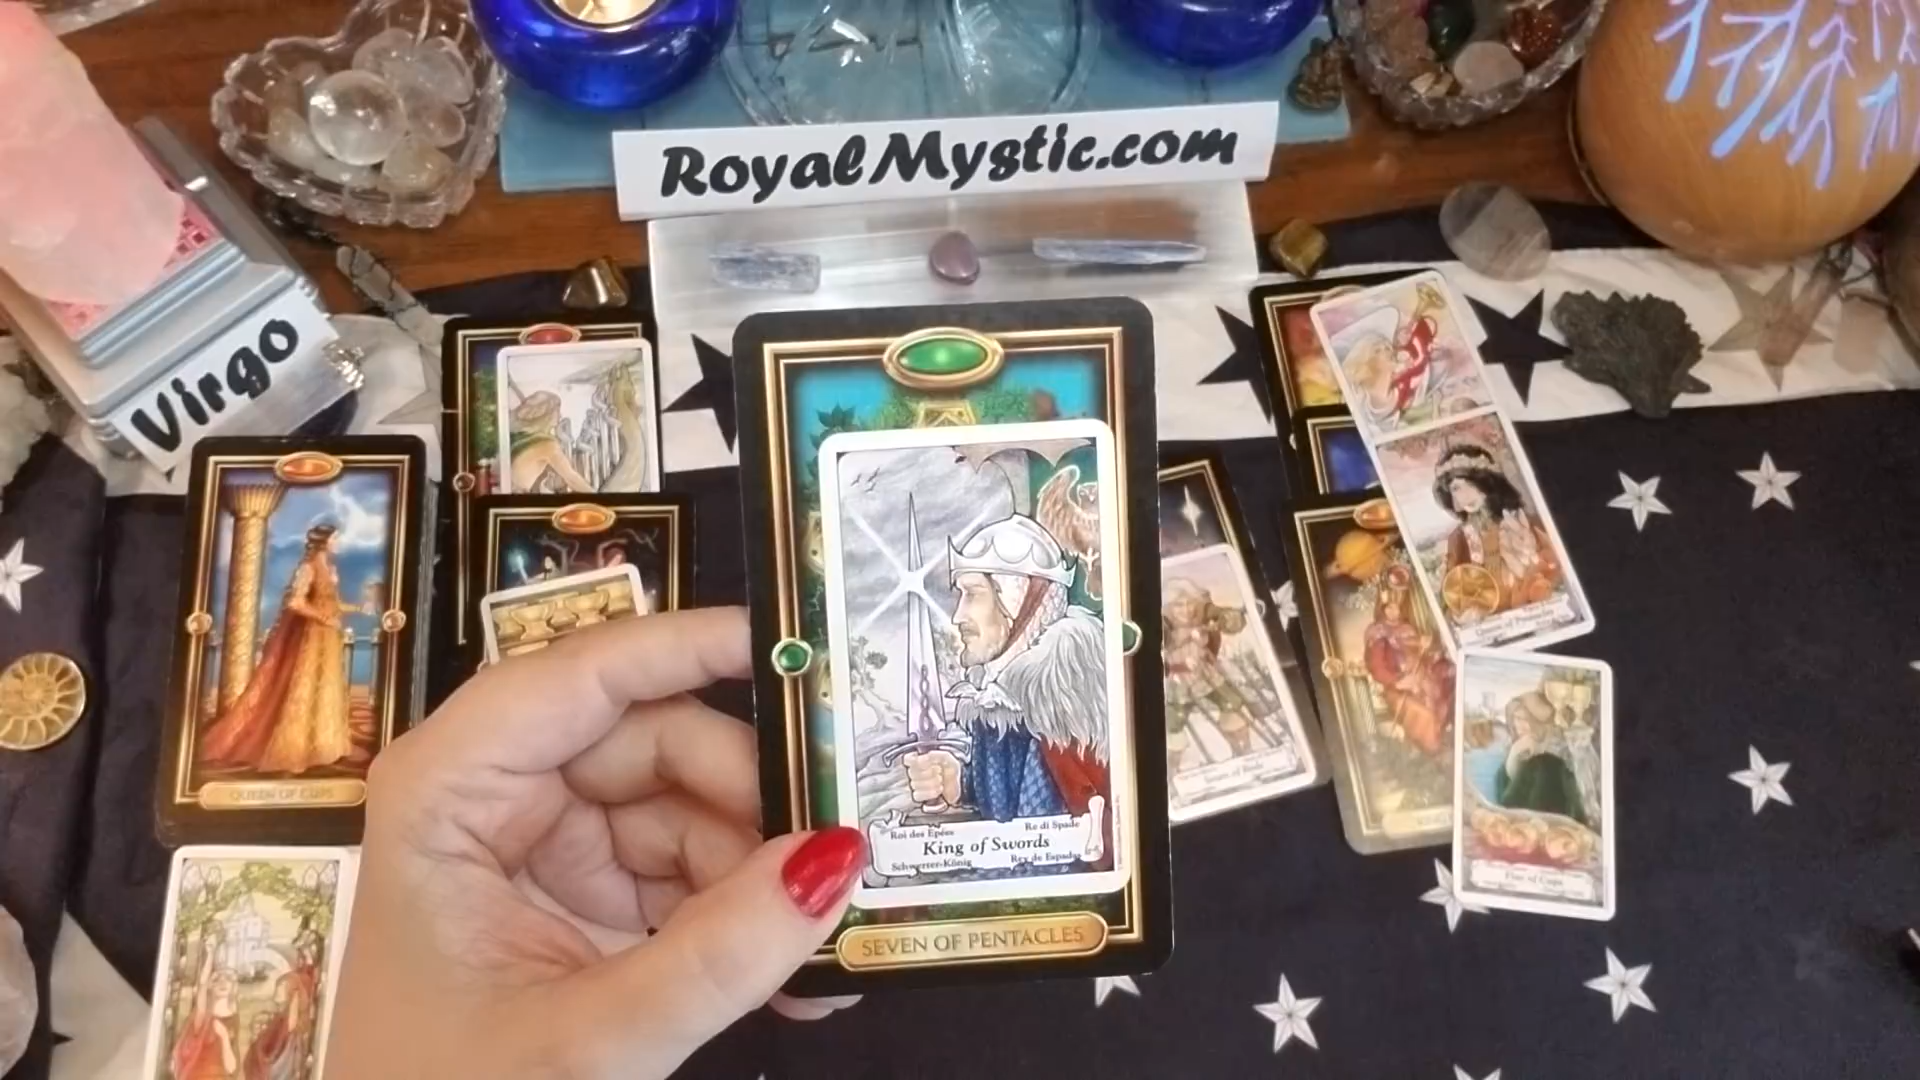 RoyalMystic.com
Virgo
QUEEN OF CUPS
Roi des Epées
Re di Spade
King of Swords
Schwerter-König
Rey de Espadas
SEVEN OF PENTACLES
Queen of Pentacles
Five of Cups